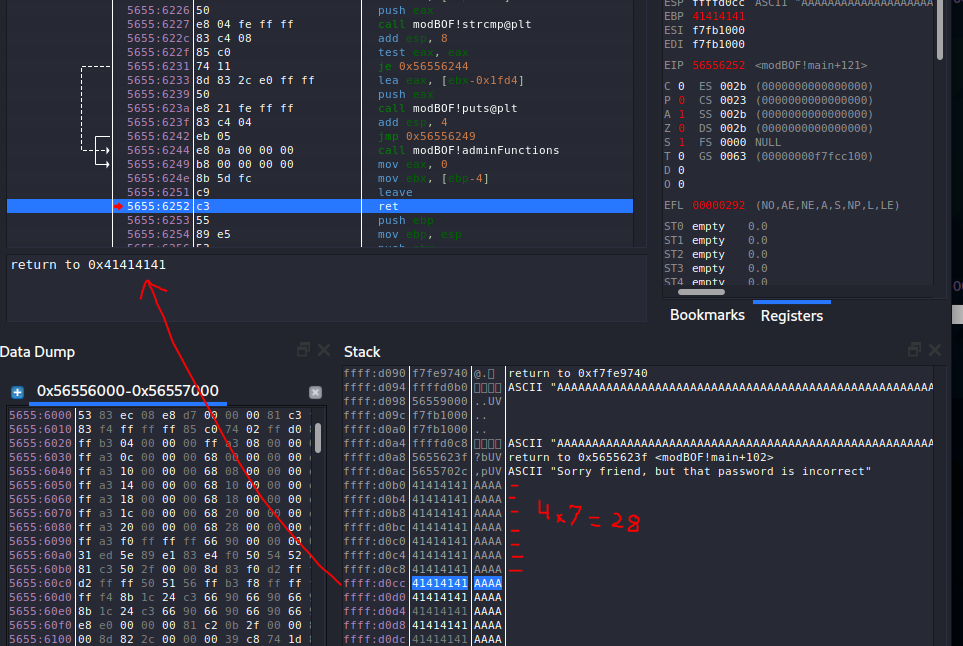 5655:6226 50 push eax
5655:6227 e8 04 fe ff ff call modBOF!strcmp@plt
5655:622c 83 c4 08 add esp, 8
5655:622f 85 c0 test eax, eax
5655:6231 74 11 je 0x56556244
5655:6233 8d 83 2c e0 ff ff lea eax, [ebx-0x1fd4]
5655:6239 50 push eax
5655:623a e8 21 fe ff ff call modBOF!puts@plt
5655:623f 83 c4 04 add esp, 4
5655:6242 eb 05 jmp 0x56556249
5655:6244 e8 0a 00 00 00 call modBOF!adminFunctions
5655:6249 b8 00 00 00 00 mov eax, 0
5655:624e 8b 5d fc mov ebx, [ebp-4]
5655:6251 c9 leave
5655:6252 c3 ret
5655:6253 55 push ebp
5655:6254 89 e5 mov ebp, esp
return to 0x41414141
ESP ffffd0cc ASCII "AAAAAAAAAAAAAAAAAAAAA
EBP 41414141
ESI f7fb1000
EDI f7fb1000
EIP 56556252 <modBOF!main+121>
C 0 ES 002b (0000000000000000)
P 0 CS 0023 (0000000000000000)
A 1 SS 002b (0000000000000000)
Z 0 DS 002b (0000000000000000)
S 1 FS 0000 NULL
T 0 GS 0063 (00000000f7fcc100)
D 0
O 0
EFL 00000292 (NO,AE,NE,A,S,NP,L,LE)
ST0 empty 0.0
ST1 empty 0.0
ST2 empty 0.0
ST3 empty 0.0
ST4 empty 0.0
Bookmarks Registers
Data Dump
0x56556000-0x56557000
5655:6000 53 83 ec 08 e8 d7 00 00 00 81 c3
5655:6010 83 f4 ff ff ff 85 c0 74 02 ff d0
5655:6020 ff b3 04 00 00 00 ff a3 08 00 00
5655:6030 ff a3 0c 00 00 00 68 00 00 00 00
5655:6040 ff a3 10 00 00 00 68 08 00 00 00
5655:6050 ff a3 14 00 00 00 68 10 00 00 00
5655:6060 ff a3 18 00 00 00 68 18 00 00 00
5655:6070 ff a3 1c 00 00 00 68 20 00 00 00
5655:6080 ff a3 20 00 00 00 68 28 00 00 00
5655:6090 ff a3 f0 ff ff ff 66 90 00 00 00
5655:60a0 31 ed 5e 89 e1 83 e4 f0 50 54 52
5655:60b0 81 c3 50 2f 00 00 8d 83 f0 d2 ff
5655:60c0 d2 ff ff 50 51 56 ff b3 f8 ff ff
5655:60d0 ff f4 8b 1c 24 c3 66 90 66 90 66
5655:60e0 8b 1c 24 c3 66 90 66 90 66 90 66
5655:60f0 e8 e0 00 00 00 81 c2 0b 2f 00 00
5655:6100 00 8d 82 2c 00 00 00 39 c8 74 1d
Stack
ffff:d090 f7fe9740 @. return to 0xf7fe9740
ffff:d094 ffffd0b0 ASCII "AAAAAAAAAAAAAAAAAAAAAAAAAAAAAAAAAAAAAAAAAAAAAAAAAAAAA
ffff:d098 56559000 ..UV
ffff:d09c f7fb1000 ..
ffff:d0a0 f7fb1000 ..
ffff:d0a4 ffffd0c8 ASCII "AAAAAAAAAAAAAAAAAAAAAAAAAAAAAAAAAAAAAAAAAAAAAAAAAAAAA
ffff:d0a8 5655623f ?bUV return to 0x5655623f <modBOF!main+102>
ffff:d0ac 5655702c ,pUV ASCII "Sorry friend, but that password is incorrect"
ffff:d0b0 41414141 AAAA
ffff:d0b4 41414141 AAAA
ffff:d0b8 41414141 AAAA
ffff:d0bc 41414141 AAAA
ffff:d0c0 41414141 AAAA
ffff:d0c4 41414141 AAAA
ffff:d0c8 41414141 AAAA
ffff:d0cc 41414141 AAAA
ffff:d0d0 41414141 AAAA
ffff:d0d4 41414141 AAAA
ffff:d0d8 41414141 AAAA
ffff:d0dc 41414141 AAAA
4x7=28